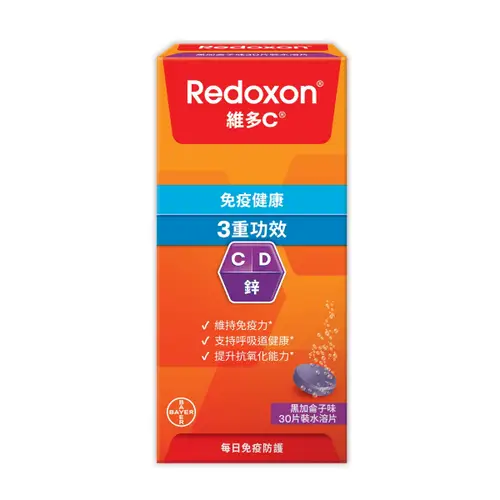 Redoxon®
維多C®
免疫健康
3重功效
C D
鋅
✓ 維持免疫力*
✓ 支持呼吸道健康*
✓ 提升抗氧化能力*
黑加侖子味
30片裝水溶片
BAYER
BAYER
每日免疫防護